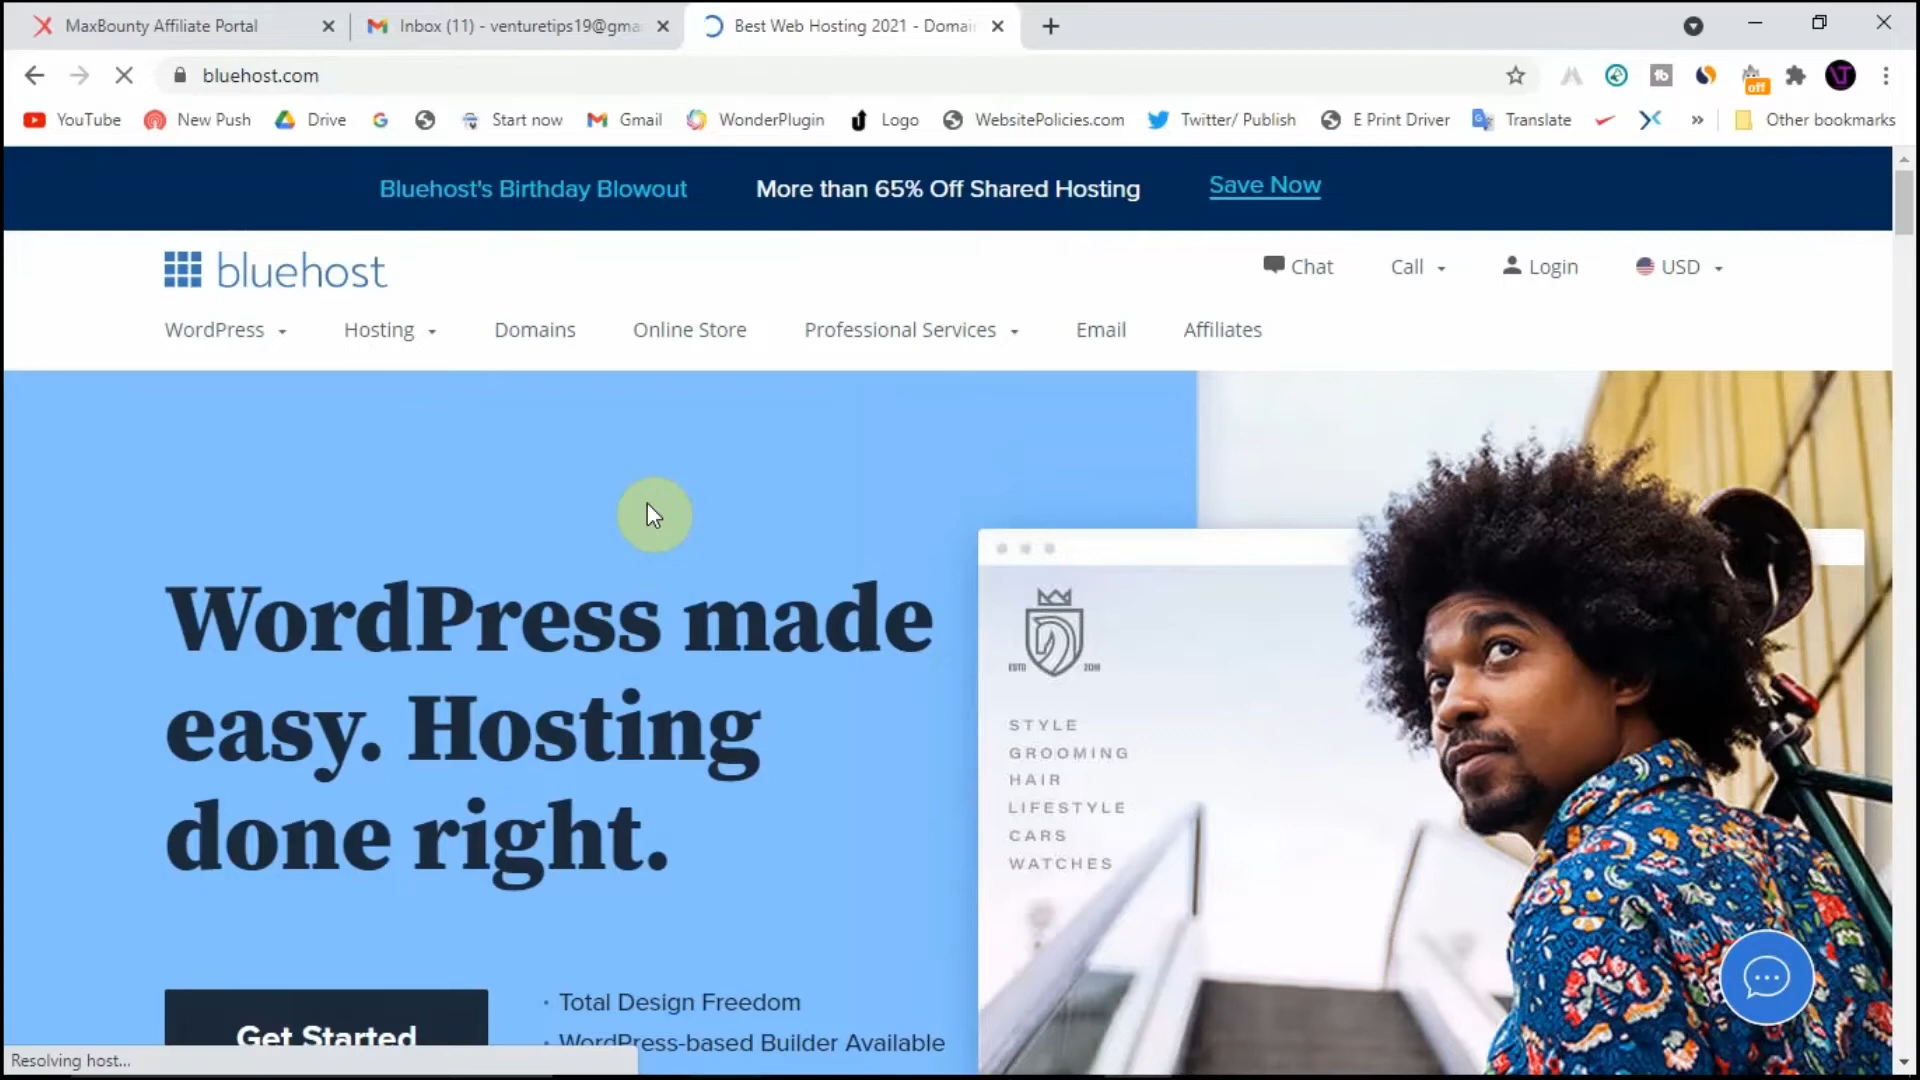 MaxBounty Affiliate Portal
Inbox (11) - venturetips19@gma
Best Web Hosting 2021 - Domai
bluehost.com
off
YouTube
New Push
Drive
Start now
Gmail
WonderPlugin
Logo
WebsitePolicies.com
Twitter/ Publish
E Print Driver
Translate
»
Other bookmarks
Bluehost's Birthday Blowout
More than 65% Off Shared Hosting
Save Now
bluehost
Chat
Call
Login
USD
WordPress
Hosting
Domains
Online Store
Professional Services
Email
Affiliates
WordPress made
easy. Hosting
done right.
ESTD
STYLE
GROOMING
HAIR
LIFESTYLE
CARS
WATCHES
Get Started
· Total Design Freedom
· WordPress-based Builder Available
Resolving host...